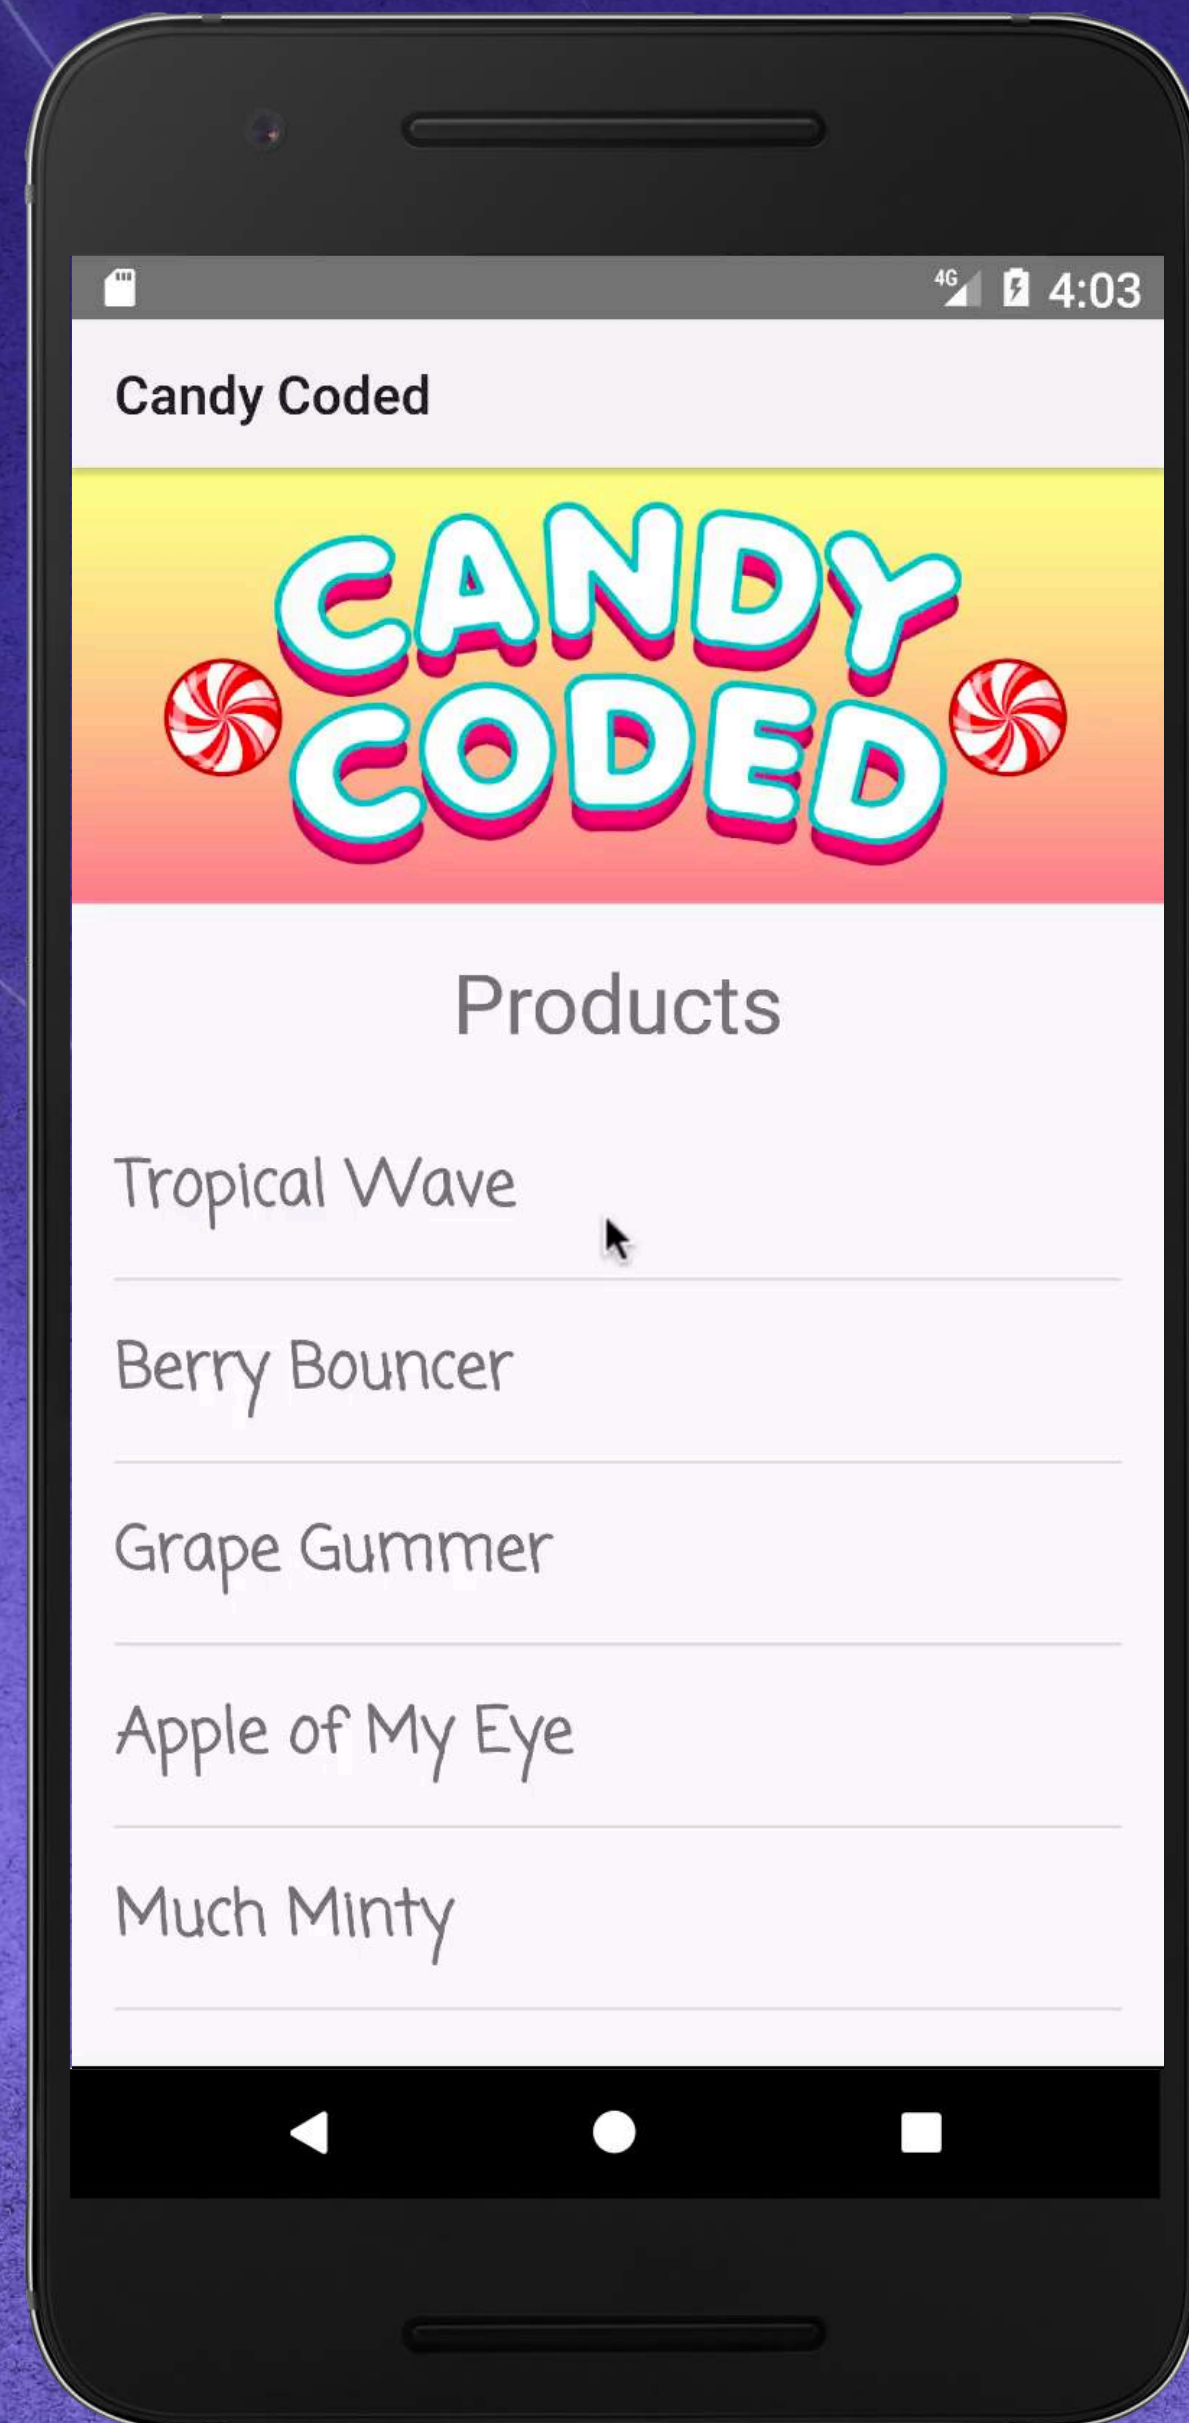 4G 4:03
Candy Coded
CANDY
CODED
Products
Tropical Wave
Berry Bouncer
Grape Gummer
Apple of My Eye
Much Minty